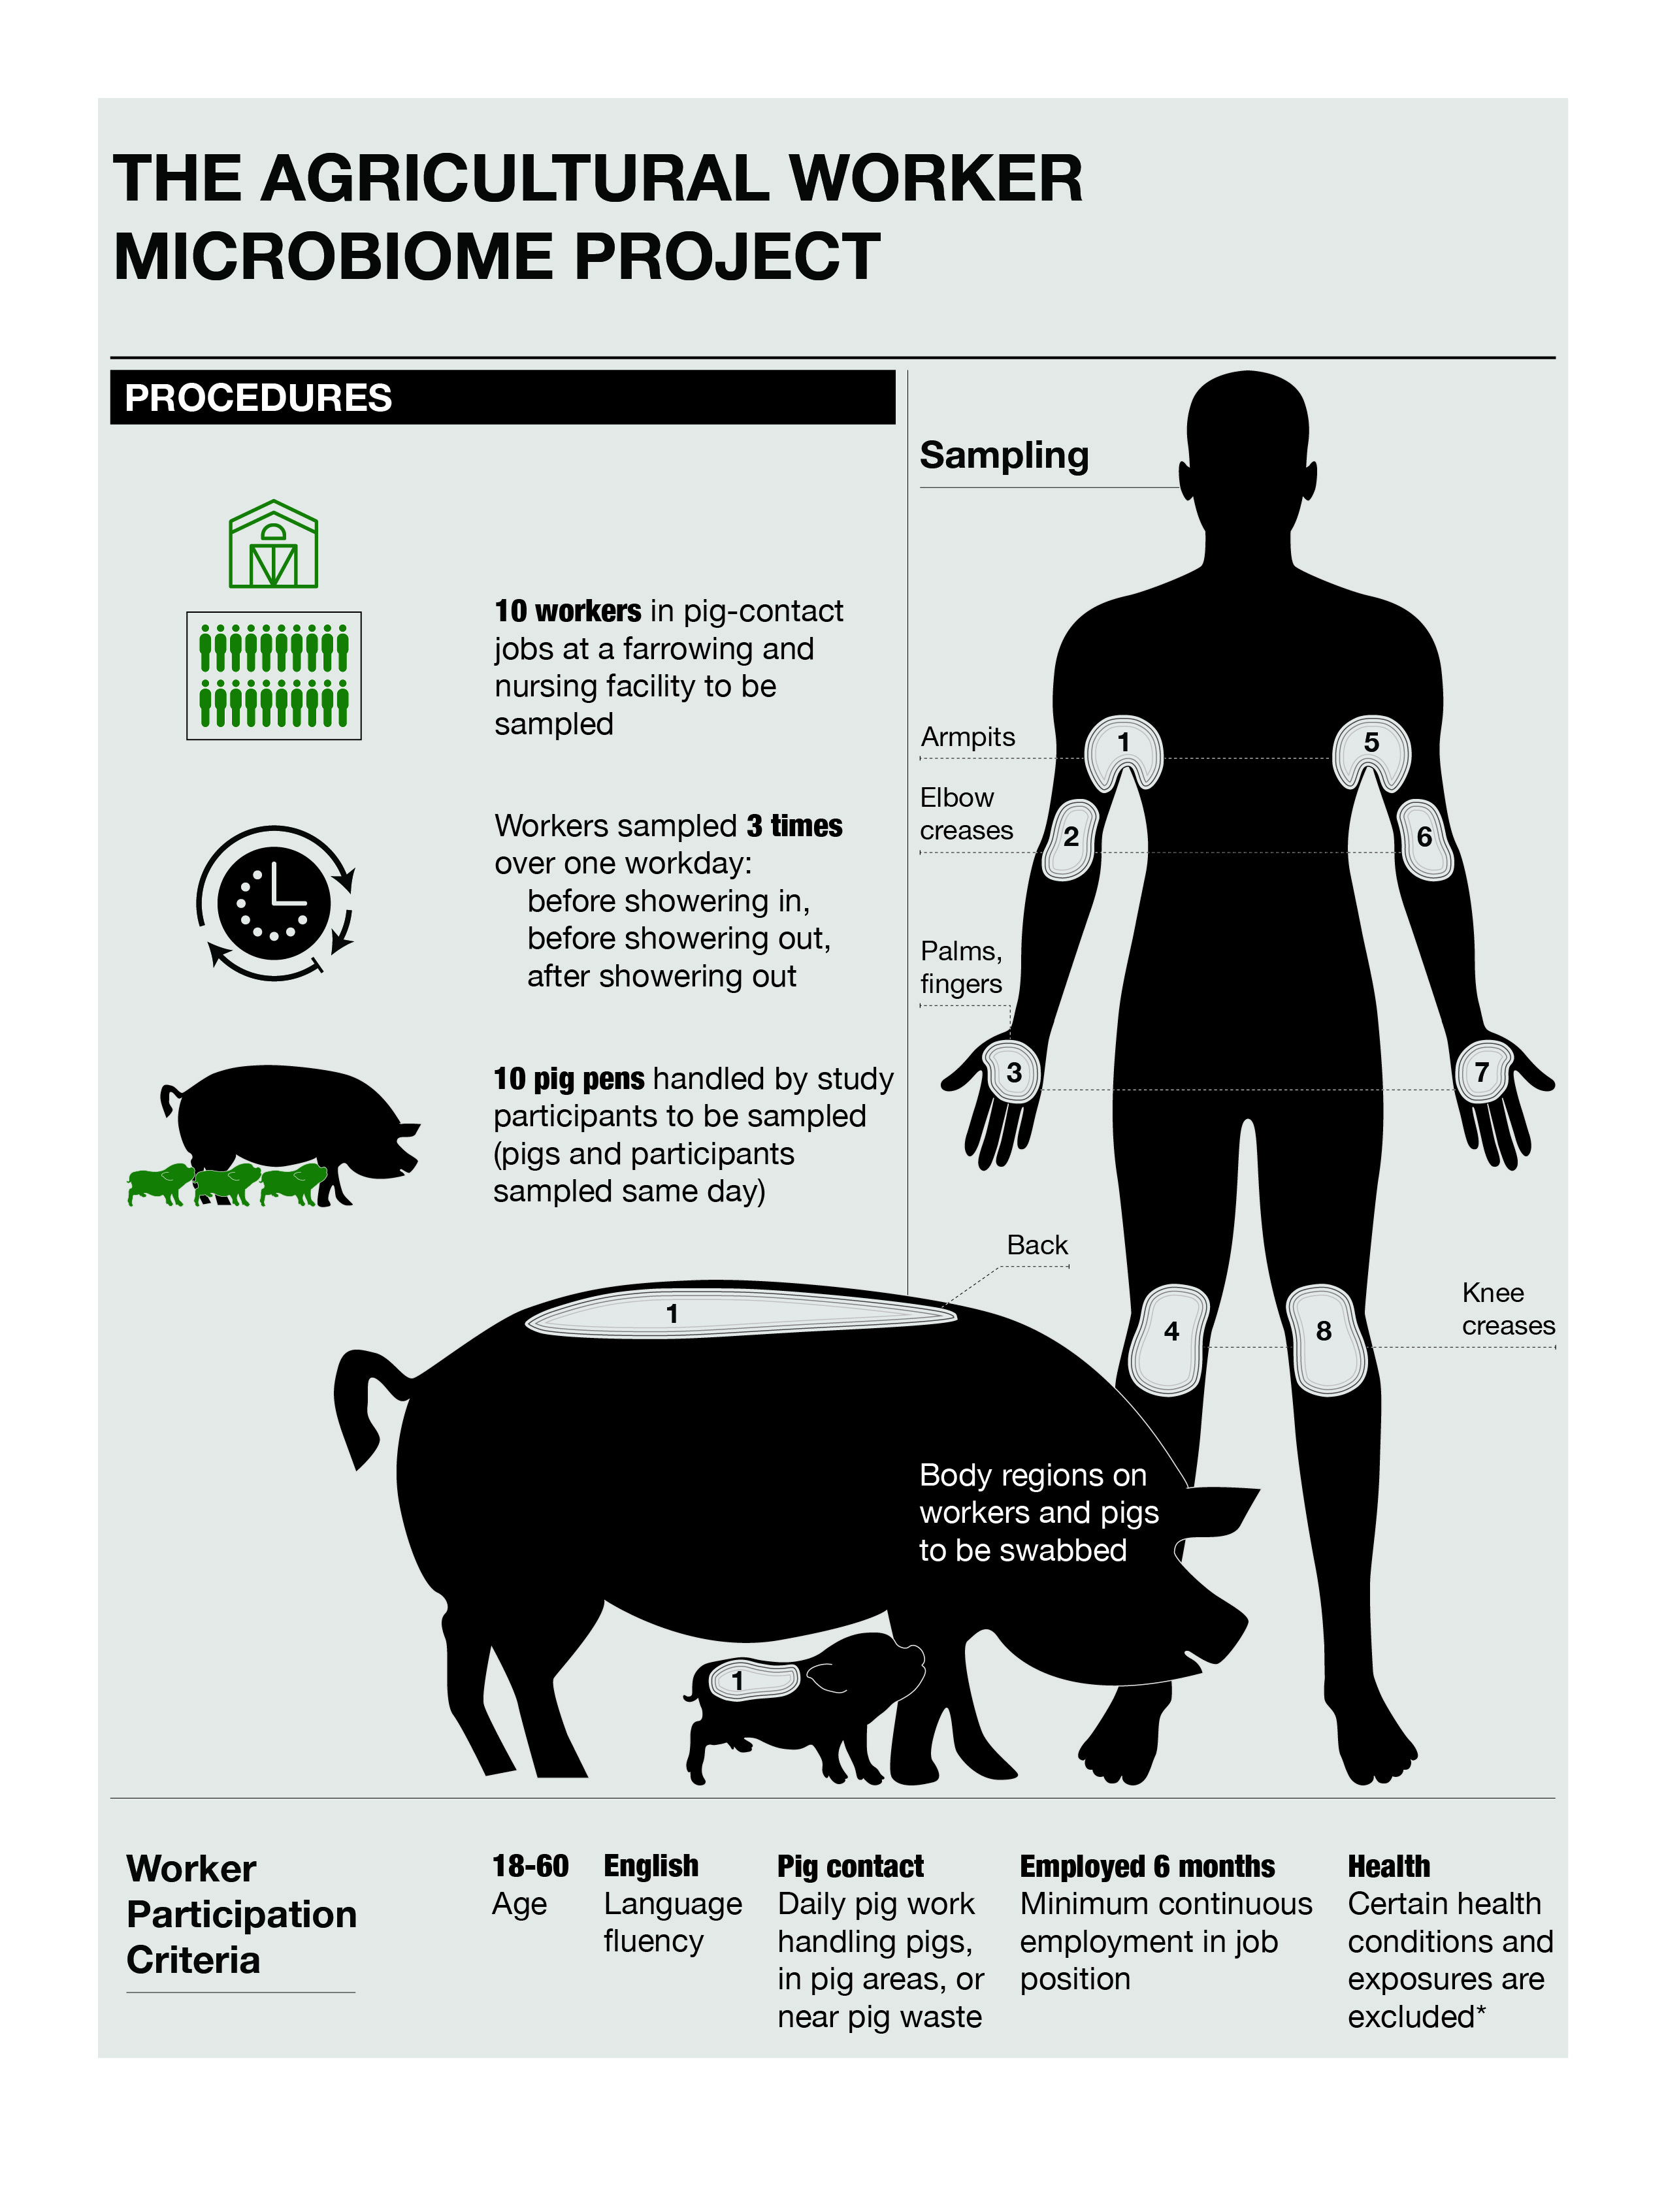 THE AGRICULTURAL WORKER
MICROBIOME PROJECT
PROCEDURES
10 workers in pig-contact
jobs at a farrowing and
nursing facility to be
sampled
Workers sampled 3 times
over one workday:
before showering in,
before showering out,
after showering out
10 pig pens handled by study
participants to be sampled
(pigs and participants
sampled same day)
Sampling
Armpits
1
5
Elbow
creases
2
6
Palms,
fingers
3
7
Back
1
Knee
creases
4
8
Body regions on
workers and pigs
to be swabbed
1
Worker
Participation
Criteria
18-60
Age
English
Language
fluency
Pig contact
Daily pig work
handling pigs,
in pig areas, or
near pig waste
Employed 6 months
Minimum continuous
employment in job
position
Health
Certain health
conditions and
exposures are
excluded*